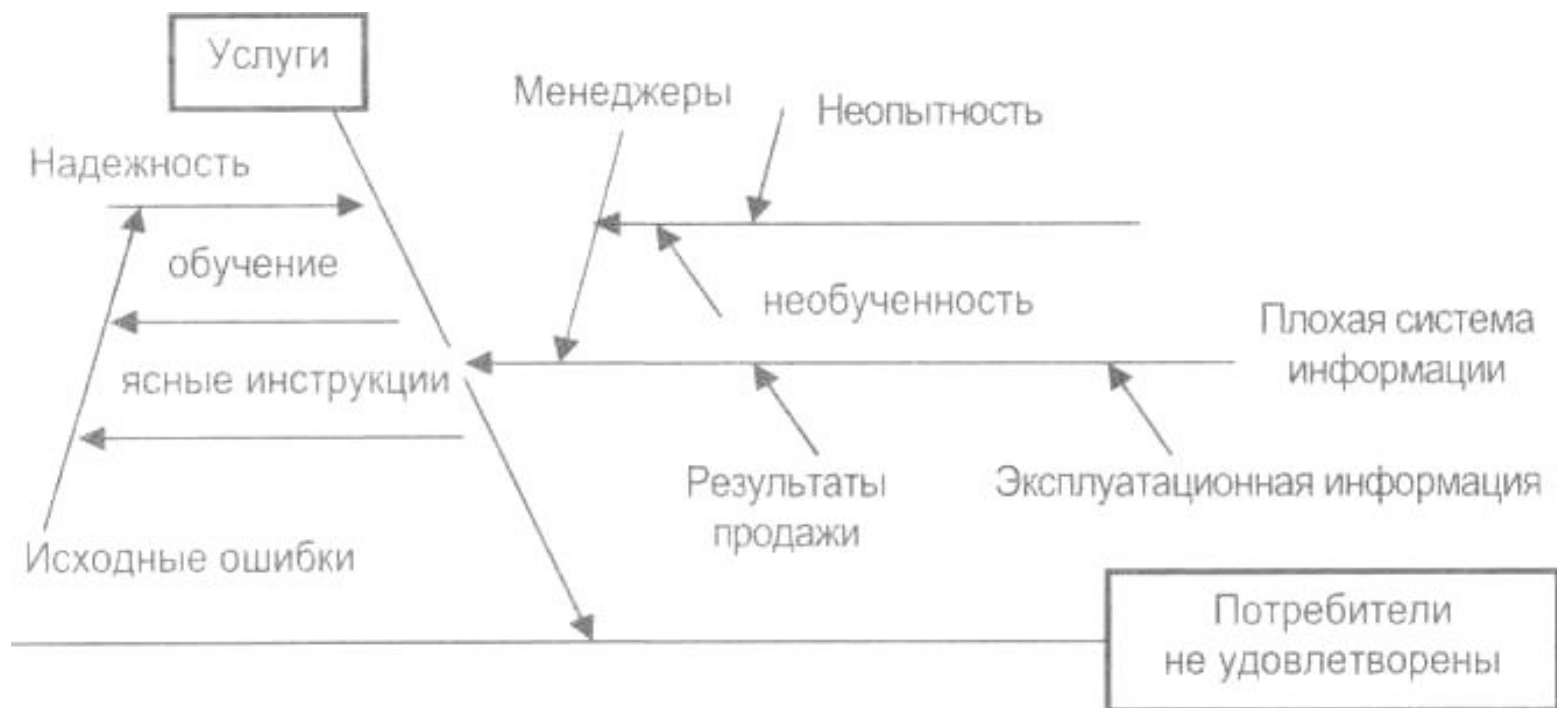 Услуги
Менеджеры
Неопытность
Надежность
обучение
необученность
Плохая система
информации
ясные инструкции
Результаты
продажи
Эксплуатационная информация
Исходные ошибки
Потребители
не удовлетворены